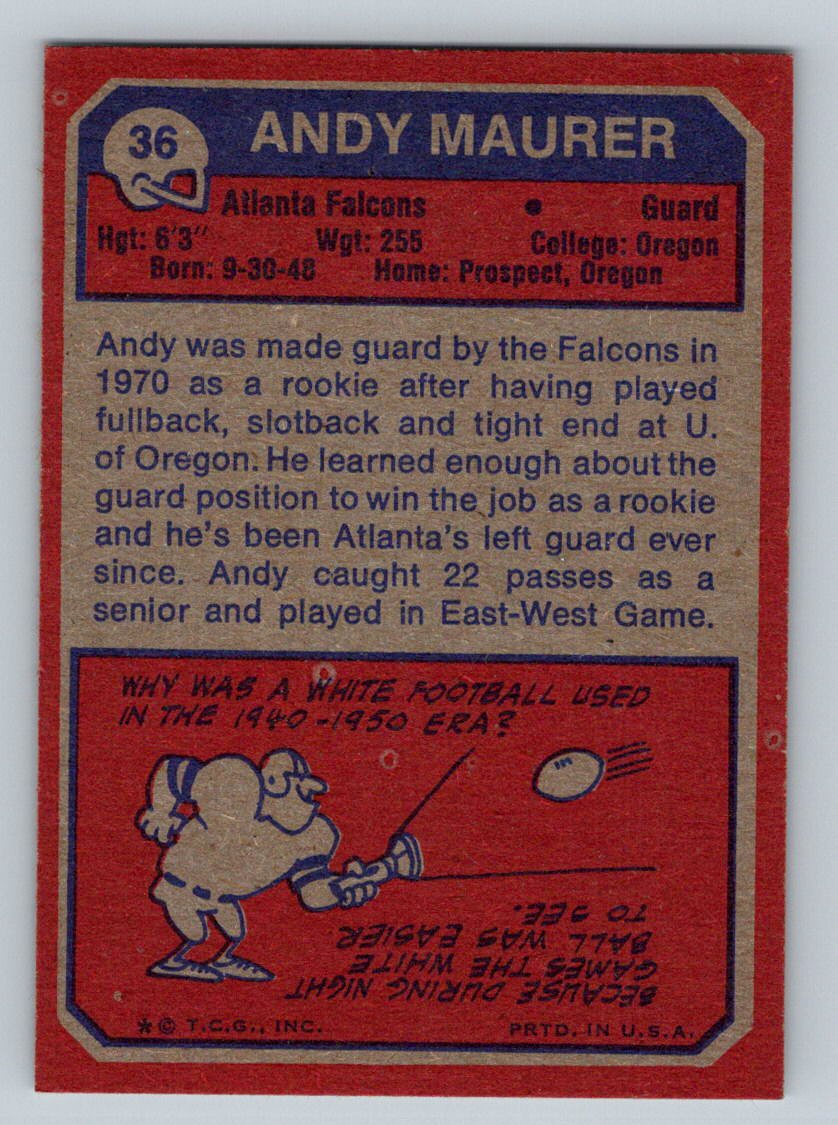 36
ANDY MAURER
Atlanta Falcons • Guard
Hgt: 6'3" Wgt: 255 College: Oregon
Born: 9-30-48 Home: Prospect, Oregon
Andy was made guard by the Falcons in
1970 as a rookie after having played
fullback, slotback and tight end at U.
of Oregon. He learned enough about the
guard position to win the job as a rookie
and he's been Atlanta's left guard ever
since. Andy caught 22 passes as a
senior and played in East-West Game.
WHY WAS A WHITE FOOTBALL USED
IN THE 1940-1950 ERA?
BECAUSE DURING NIGHT
GAMES THE WHITE
BALL WAS EASIER
TO SEE.
*© T.C.G., INC. PRTD. IN U.S.A.